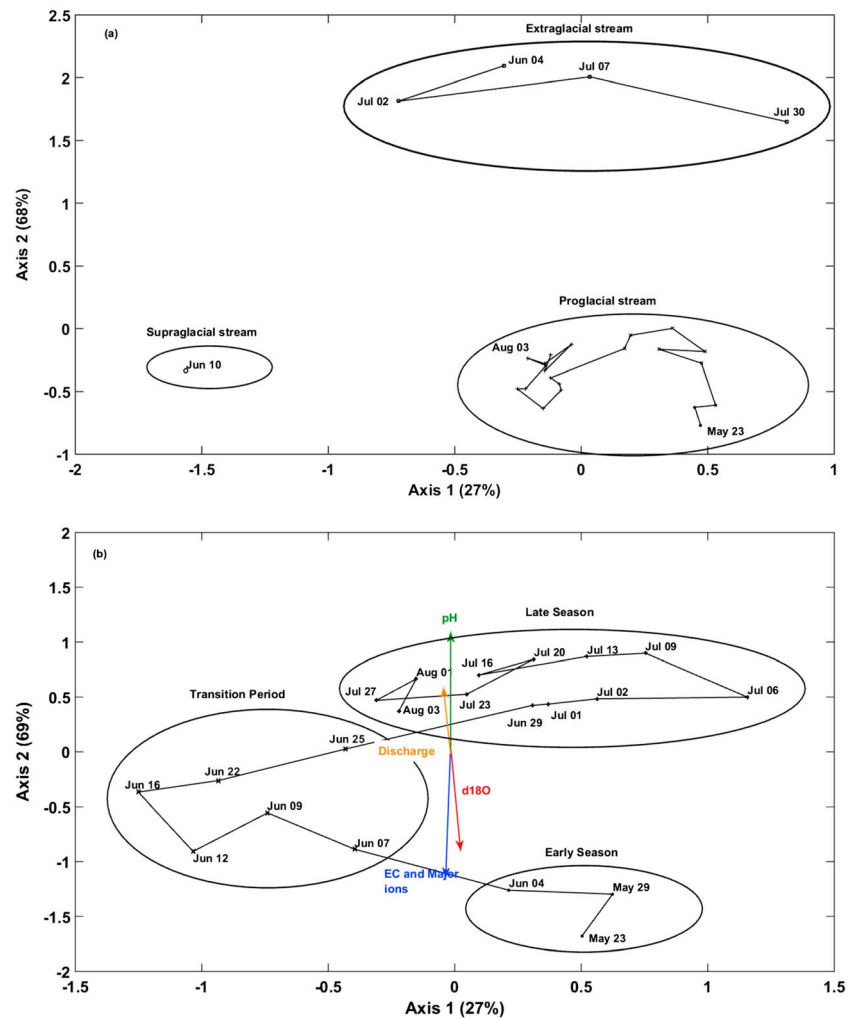 (a)
Extraglacial stream
Jun 04
Jul 07
Jul 02
Jul 30
Supraglacial stream
Jun 10
Proglacial stream
Aug 03
May 23
2.5
2
1.5
1
0.5
0
-0.5
-1
-2
-1.5
-1
-0.5
0
0.5
1
Axis 2 (68%)
Axis 1 (27%)
(b)
Late Season
pH
Jul 20
Jul 13
Jul 09
Jul 16
Aug 01
Jul 27
Jul 06
Aug 03
Jul 23
Jul 02
Jul 01
Jun 29
Transition Period
Jun 25
Discharge
Jun 22
Jun 16
Jun 09
d18O
Jun 12
Jun 07
EC and Major
ions
Early Season
Jun 04
May 29
May 23
2
1.5
1
0.5
0
-0.5
-1
-1.5
-2
-1.5
-1
-0.5
0
0.5
1
1.5
Axis 2 (69%)
Axis 1 (27%)